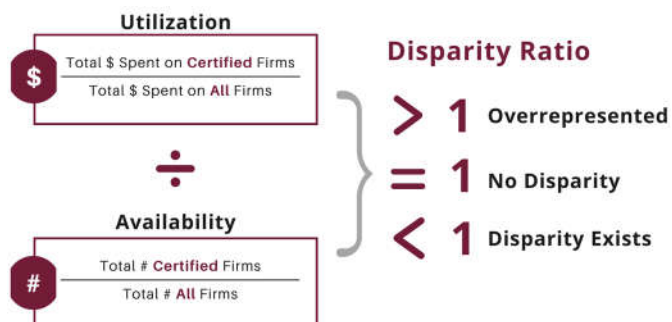 Utilization
$
Total $ Spent on Certified Firms
Total $ Spent on All Firms
÷
Availability
#
Total # Certified Firms
Total # All Firms
Disparity Ratio
> 1 Overrepresented
= 1 No Disparity
< 1 Disparity Exists